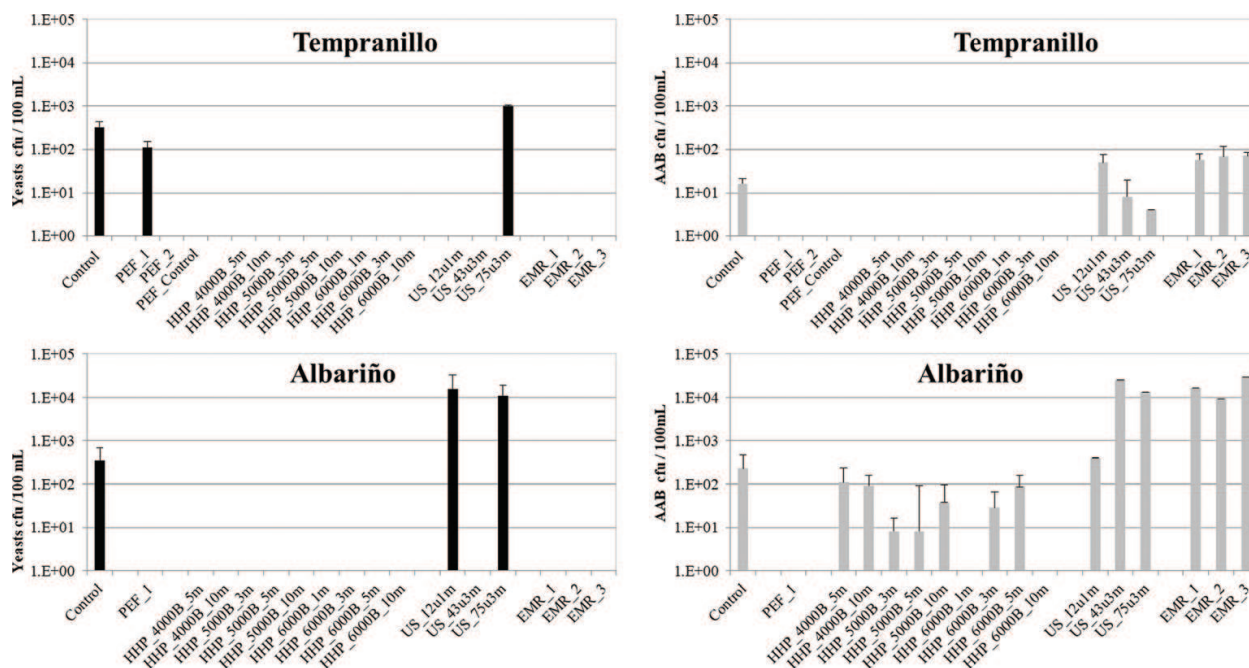 Tempranillo
Yeasts cfu / 100 mL
1.E+05
1.E+04
1.E+03
1.E+02
1.E+01
1.E+00
Control
PEF_1
PEF_2
PEF_Control
HHP_4000B_5m
HHP_4000B_10m
HHP_5000B_3m
HHP_5000B_5m
HHP_5000B_10m
HHP_6000B_1m
HHP_6000B_3m
HHP_6000B_10m
US_12u1m
US_43u3m
US_75u3m
EMR_1
EMR_2
EMR_3
Tempranillo
AAB cfu / 100mL
1.E+05
1.E+04
1.E+03
1.E+02
1.E+01
1.E+00
Control
PEF_1
PEF_2
PEF_Control
HHP_4000B_5m
HHP_4000B_10m
HHP_5000B_3m
HHP_5000B_5m
HHP_5000B_10m
HHP_6000B_1m
HHP_6000B_3m
HHP_6000B_10m
US_12u1m
US_43u3m
US_75u3m
EMR_1
EMR_2
EMR_3
Albariño
Yeasts cfu /100 mL
1.E+05
1.E+04
1.E+03
1.E+02
1.E+01
1.E+00
Control
PEF_1
HHP_4000B_5m
HHP_4000B_10m
HHP_5000B_3m
HHP_5000B_5m
HHP_5000B_10m
HHP_6000B_1m
HHP_6000B_3m
HHP_6000B_5m
HHP_6000B_10m
US_12u1m
US_43u3m
US_75u3m
EMR_1
EMR_2
EMR_3
Albariño
AAB cfu / 100mL
1.E+05
1.E+04
1.E+03
1.E+02
1.E+01
1.E+00
Control
PEF_1
HHP_4000B_5m
HHP_4000B_10m
HHP_5000B_3m
HHP_5000B_5m
HHP_5000B_10m
HHP_6000B_1m
HHP_6000B_3m
HHP_6000B_5m
HHP_6000B_10m
US_12u1m
US_43u3m
US_75u3m
EMR_1
EMR_2
EMR_3